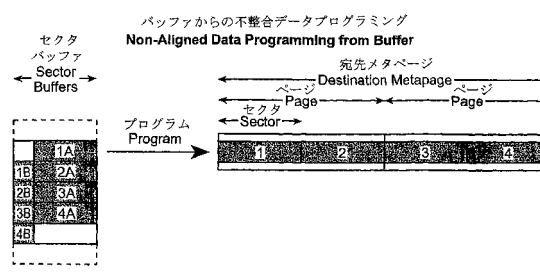 バッファからの不整合データプログラミング
Non-Aligned Data Programming from Buffer
セクタ
バッファ
Sector
Buffers
宛先メタページ
Destination Metapage
ページ
Page
ページ
Page
セクタ
Sector
プログラム
Program
1A
1B 2A
2B 3A
3B 4A
4B
1 2 3 4